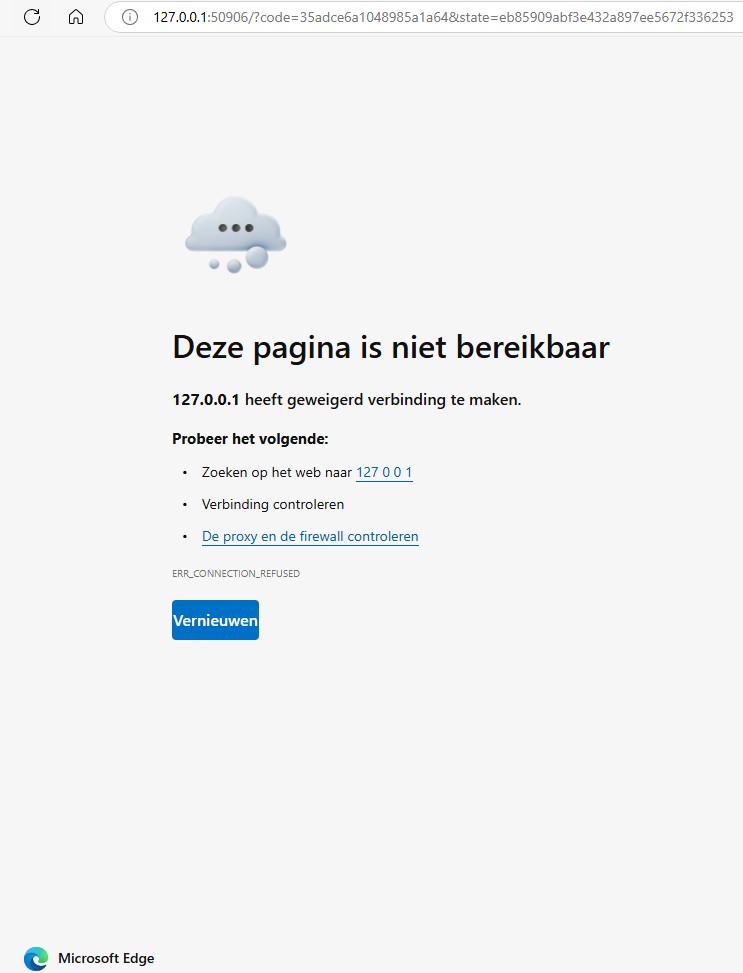 127.0.0.1:50906/?code=35adce6a1048985a1a64&state=eb85909abf3e432a897ee5672f336253
Deze pagina is niet bereikbaar
127.0.0.1 heeft geweigerd verbinding te maken.
Probeer het volgende:
• Zoeken op het web naar 127 0 0 1
• Verbinding controleren
• De proxy en de firewall controleren
ERR_CONNECTION_REFUSED
Vernieuwen
Microsoft Edge